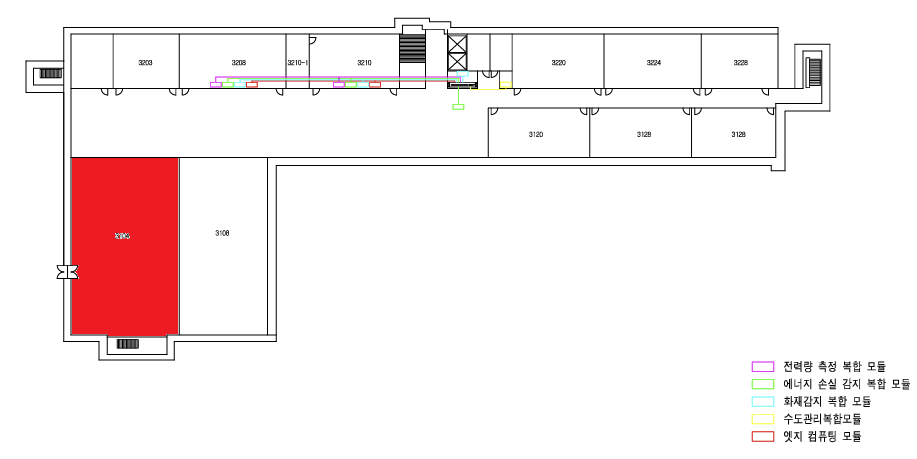 3203
3208
3210-1
3210
3220
3224
3228
3120
3128
3128
3108
전력량 측정 복합 모듈
에너지 손실 감지 복합 모듈
화재감지 복합 모듈
수도관리복합모듈
엣지 컴퓨팅 모듈